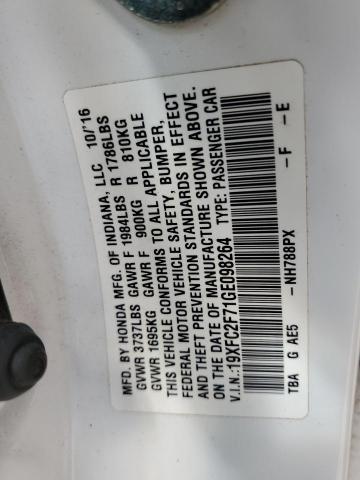 MFD. BY HONDA MFG. OF INDIANA, LLC 10/'16
GVWR 3737LBS GAWR F 1984LBS R 1786LBS
GVWR 1695KG GAWR F 900KG R 810KG
THIS VEHICLE CONFORMS TO ALL APPLICABLE
FEDERAL MOTOR VEHICLE SAFETY, BUMPER,
AND THEFT PREVENTION STANDARDS IN EFFECT
ON THE DATE OF MANUFACTURE SHOWN ABOVE.
V.I.N.:19XFC2F71GE098264 TYPE: PASSENGER CAR
TBA G AE5 -NH788PX -F -E